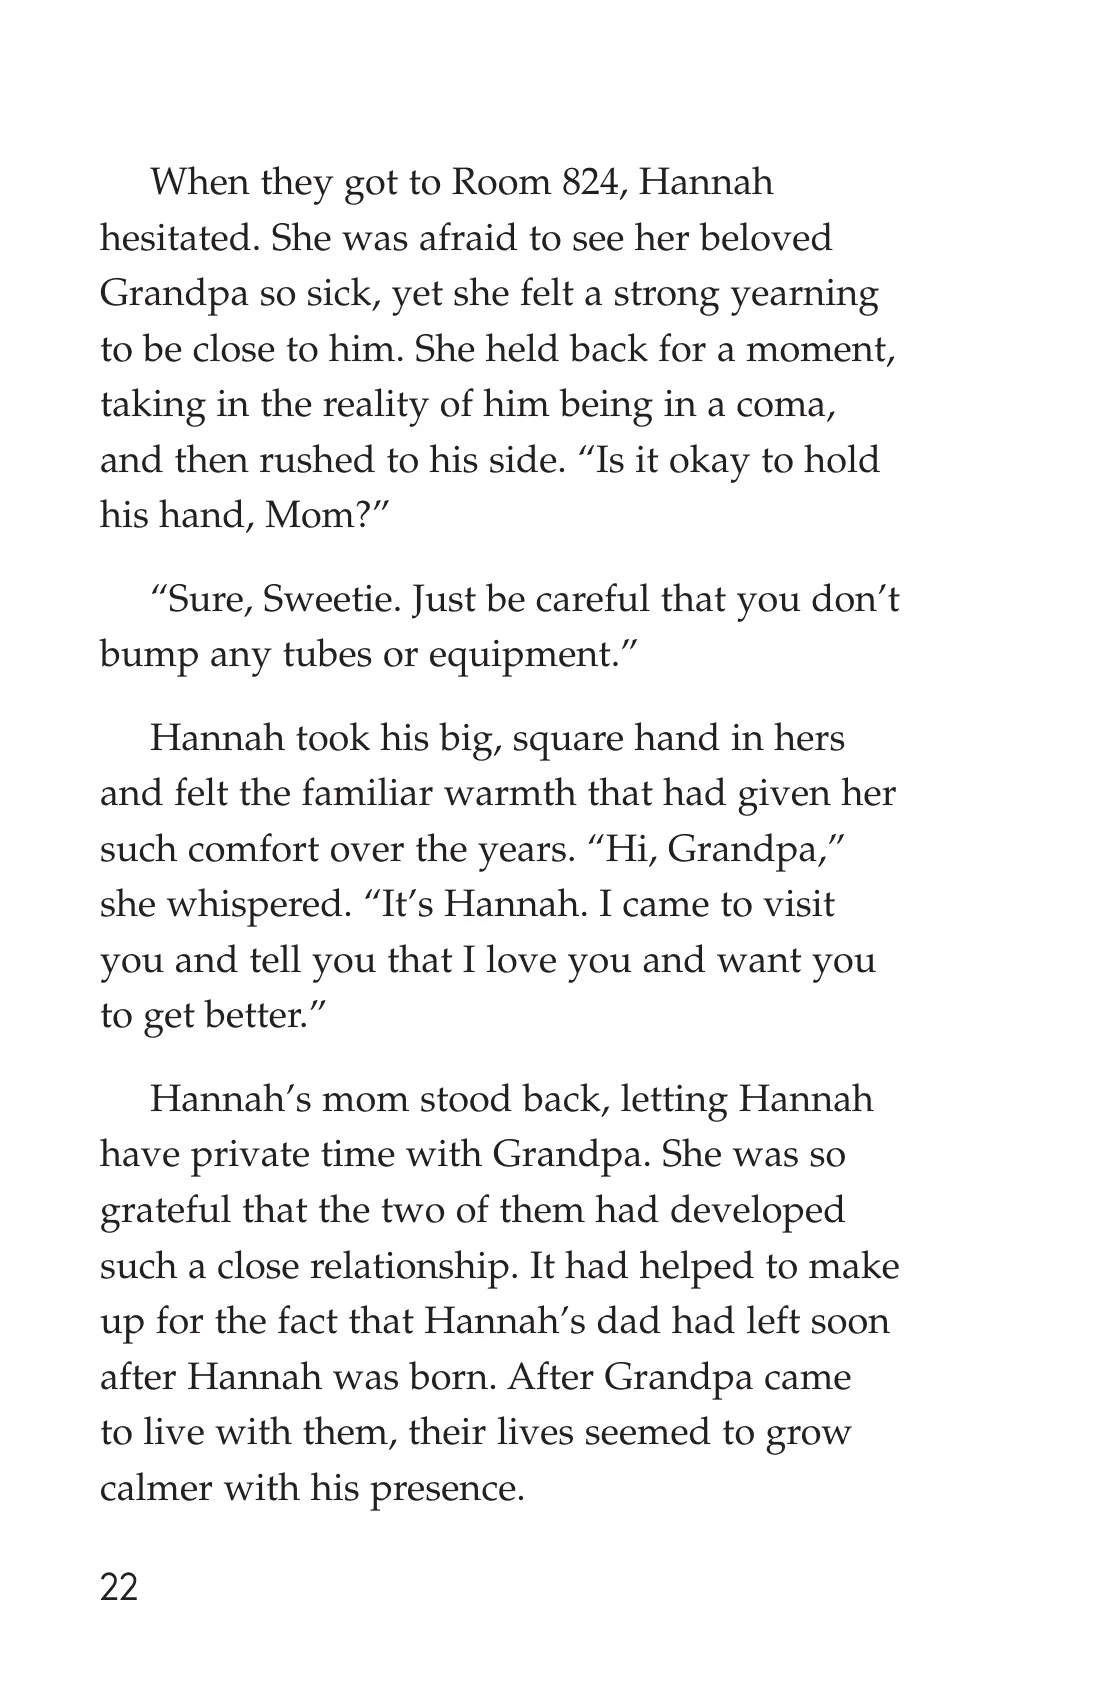 When they got to Room 824, Hannah
hesitated. She was afraid to see her beloved
Grandpa so sick, yet she felt a strong yearning
to be close to him. She held back for a moment,
taking in the reality of him being in a coma,
and then rushed to his side. “Is it okay to hold
his hand, Mom?”
“Sure, Sweetie. Just be careful that you don’t
bump any tubes or equipment.”
Hannah took his big, square hand in hers
and felt the familiar warmth that had given her
such comfort over the years. “Hi, Grandpa,”
she whispered. “It’s Hannah. I came to visit
you and tell you that I love you and want you
to get better.”
Hannah’s mom stood back, letting Hannah
have private time with Grandpa. She was so
grateful that the two of them had developed
such a close relationship. It had helped to make
up for the fact that Hannah’s dad had left soon
after Hannah was born. After Grandpa came
to live with them, their lives seemed to grow
calmer with his presence.
22